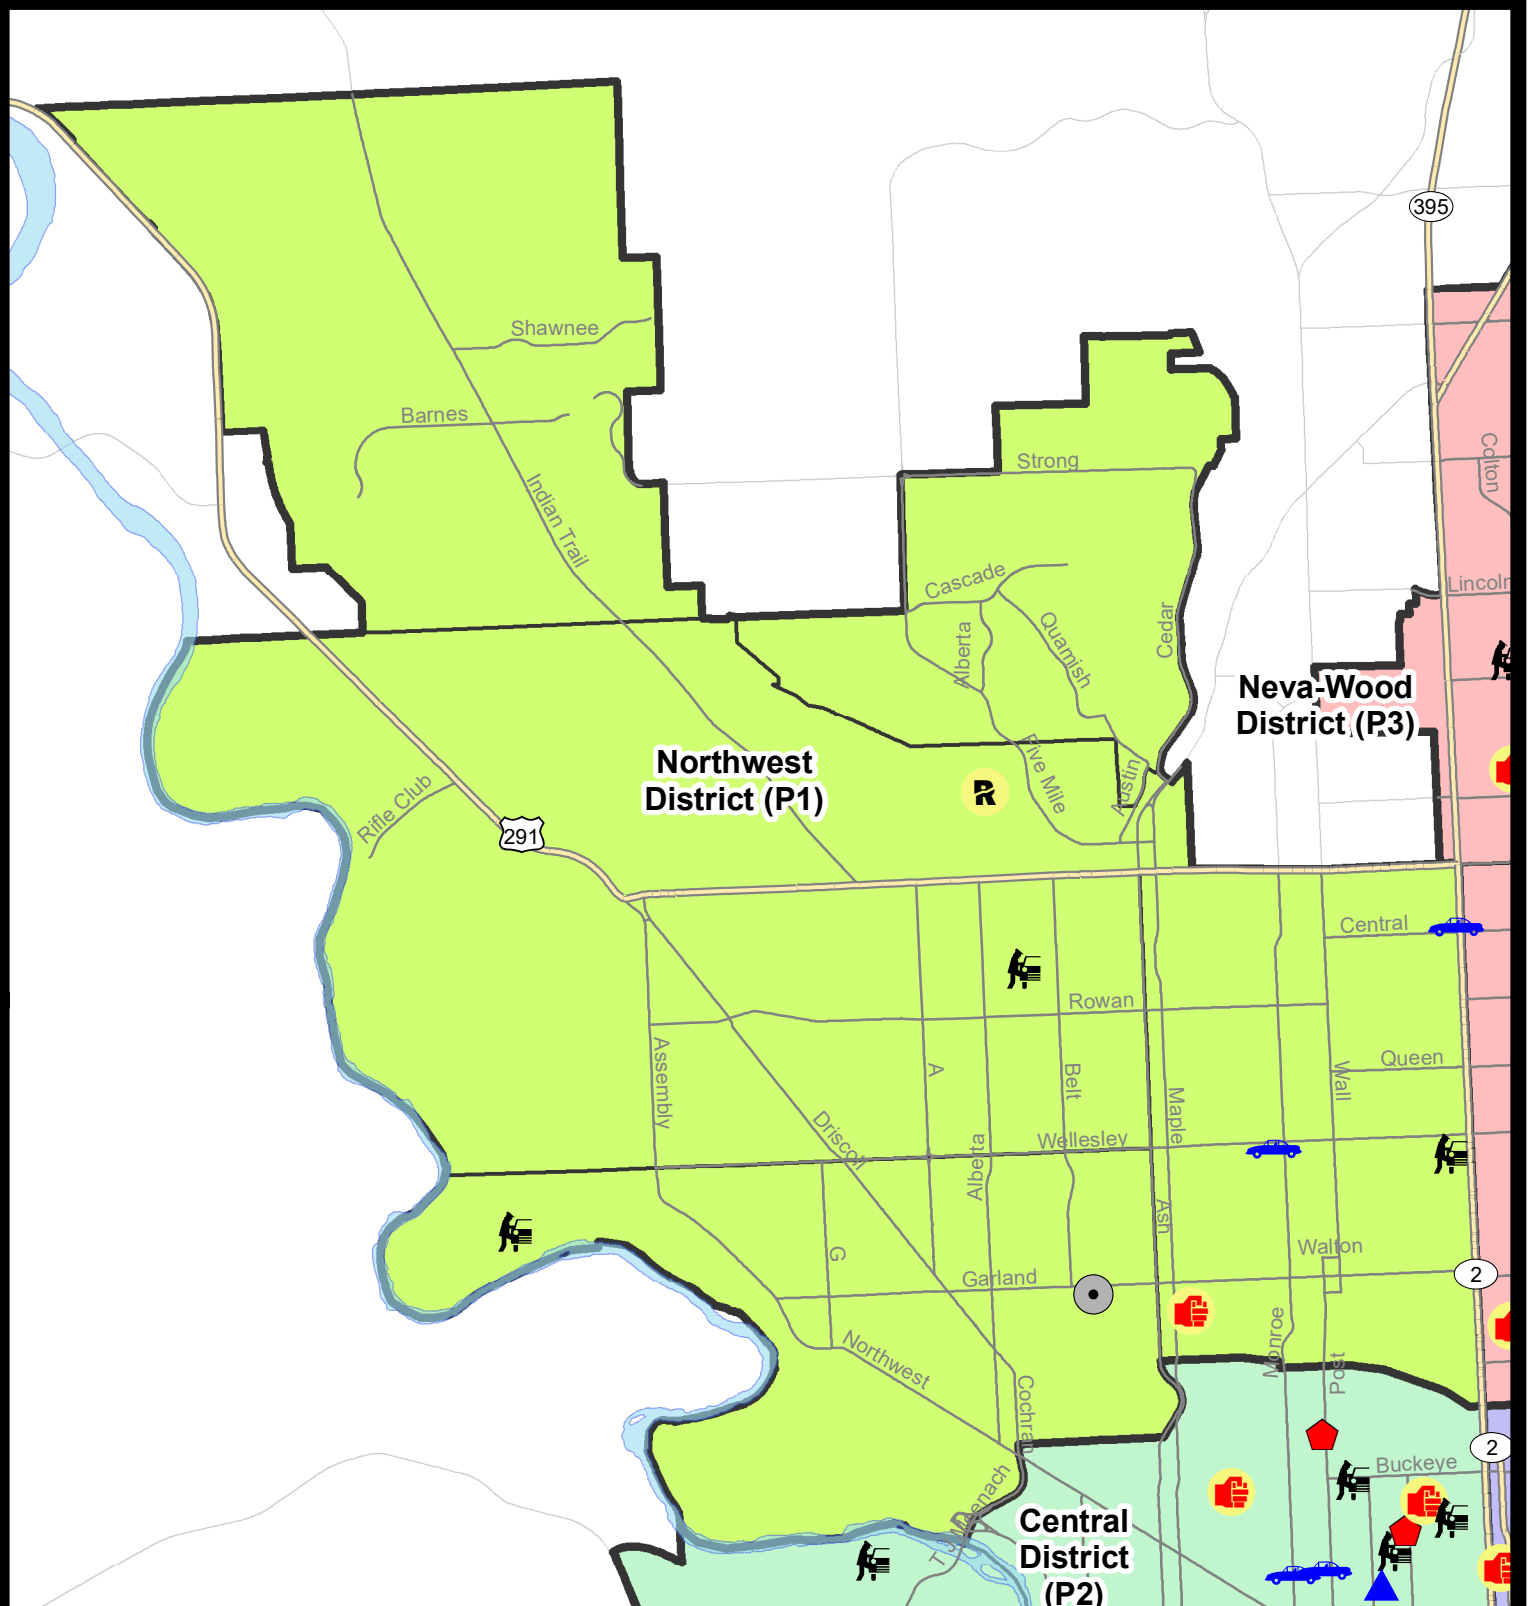 395
Shawnee
Barnes
Colton
Strong
Indian Trail
Cascade
Lincoln
Alberta
Quamish
Cedar
Neva-Wood
District (P3)
Northwest
District (P1)
R
Five Mile
Austin
Rifle Club
291
Central
Rowan
Queen
Assembly
A
Belt
Wall
Maple
Driscoll
Wellesley
Alberta
Ash
G
Walton
Garland
2
Monroe
Northwest
Post
Cochran
2
Buckeye
Central
District
(P2)